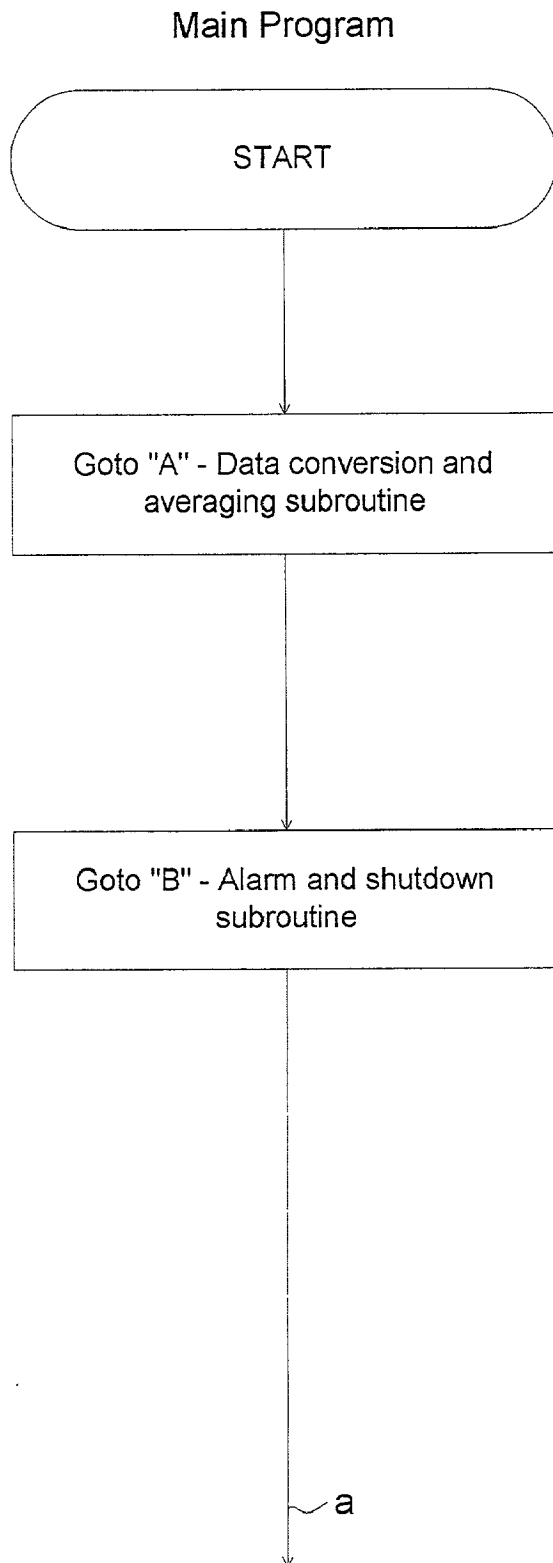 Main Program
START
Goto "A" - Data conversion and
averaging subroutine
Goto "B" - Alarm and shutdown
subroutine
a